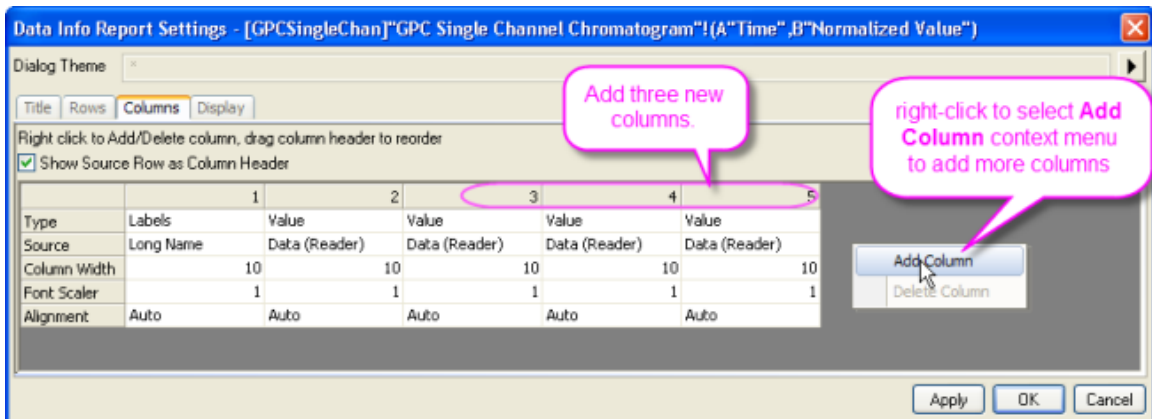 Data Info Report Settings - [GPCSingleChan]"GPC Single Channel Chromatogram"!(A"Time",B"Normalized Value")
Dialog Theme *
Add three new
columns.
right-click to select Add
Column context menu
to add more columns
Title Rows Columns Display
Right click to Add/Delete column, drag column header to reorder
Show Source Row as Column Header
1 2 3 4 5
Type Labels Value Value Value Value
Source Long Name Data (Reader) Data (Reader) Data (Reader) Data (Reader)
Column Width 10 10 10 10 10
Font Scaler 1 1 1 1 1
Alignment Auto Auto Auto Auto Auto
Add Column
Delete Column
Apply OK Cancel